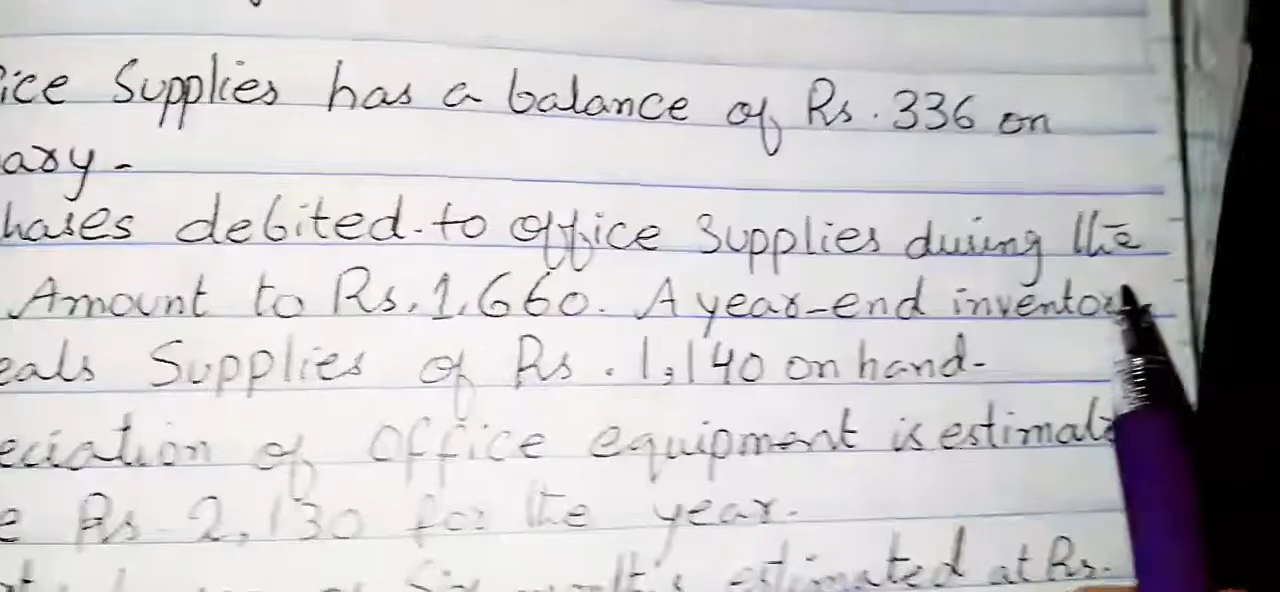 ice Supplies has a balance of Rs. 336 on
ary-
hases debited to office Supplies during the
Amount to Rs. 1,660. A year-end inventory
eals Supplies of Rs. 1,140 on hand-
eciation of office equipment is estimate
e Rs 2,130 for the year.
estimated at Rs.